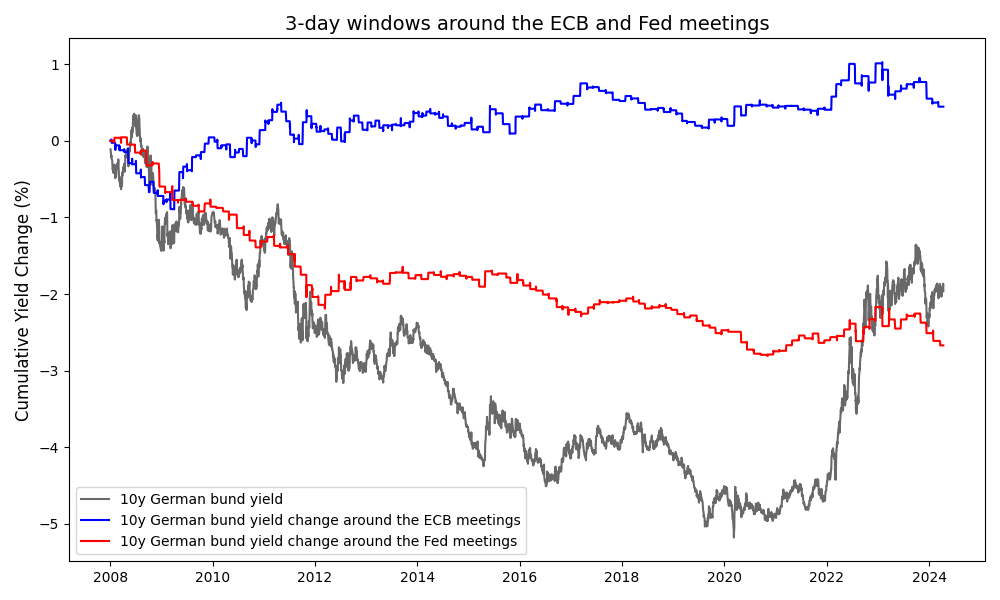 3-day windows around the ECB and Fed meetings
Cumulative Yield Change (%)
1
0
−1
−2
−3
−4
−5
10y German bund yield
10y German bund yield change around the ECB meetings
10y German bund yield change around the Fed meetings
2008 2010 2012 2014 2016 2018 2020 2022 2024